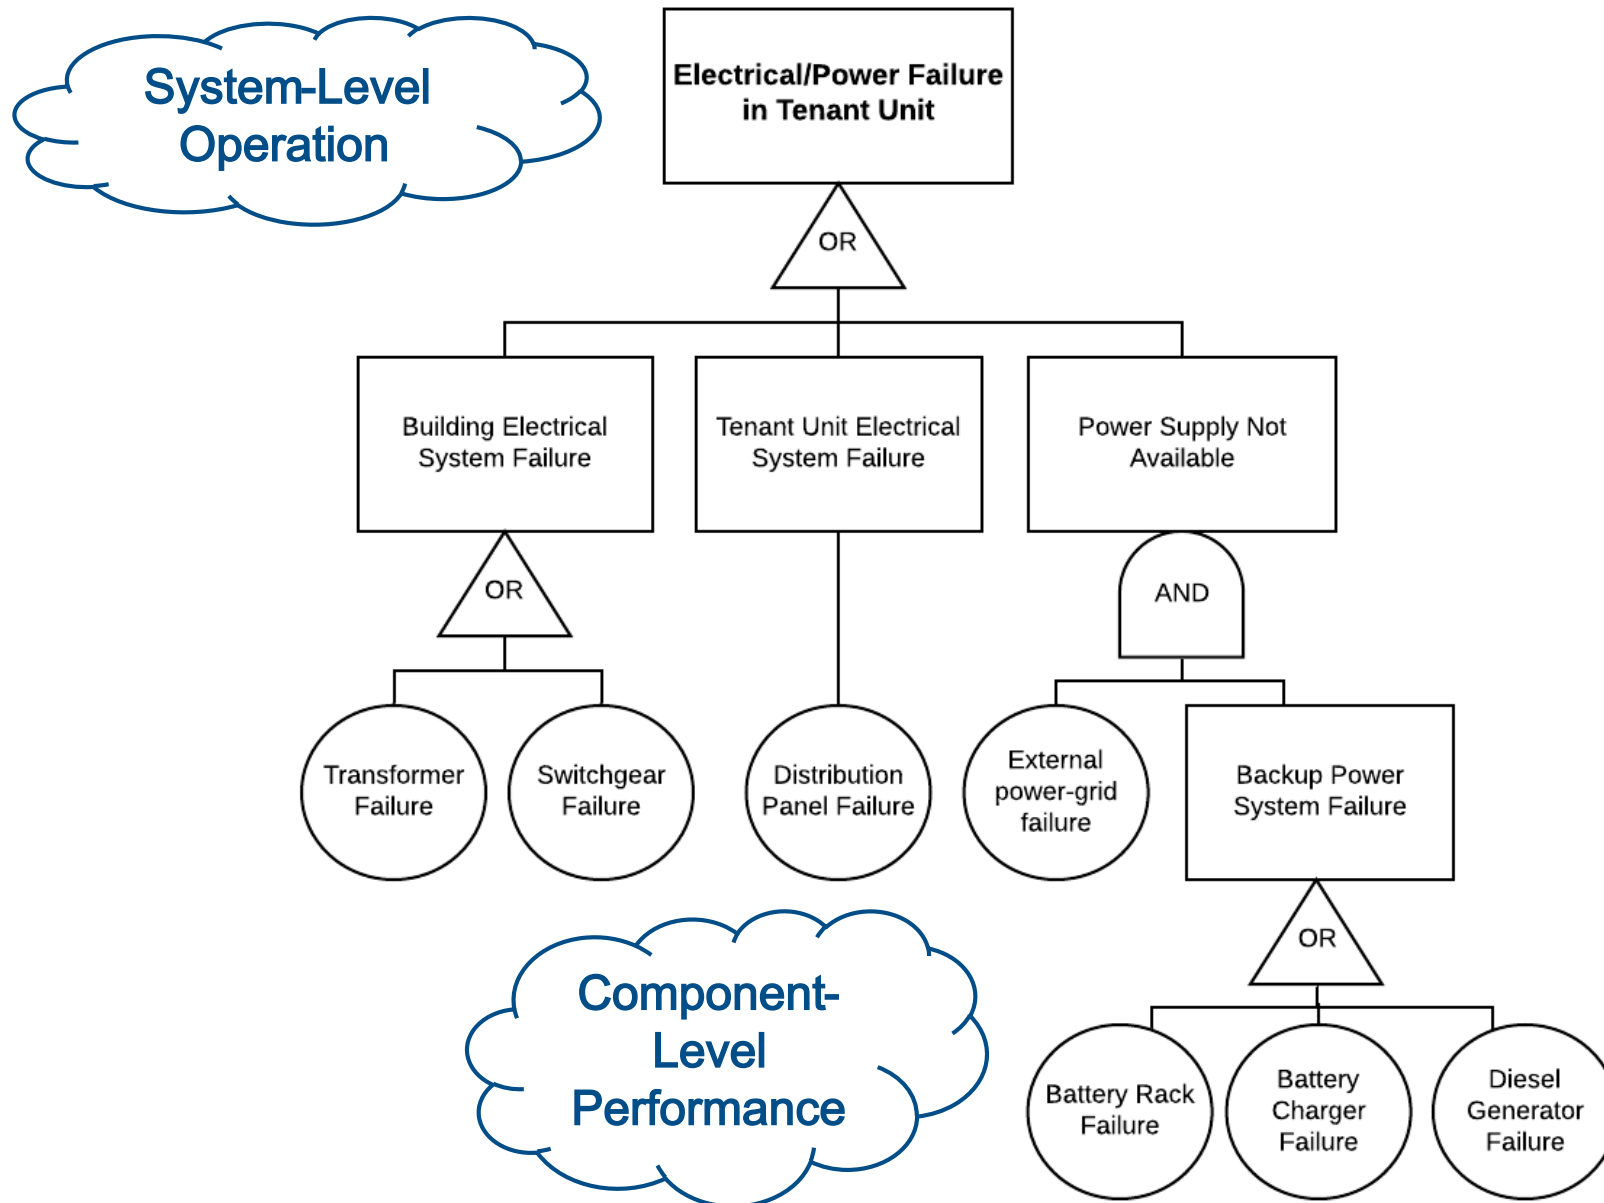 System-Level
Operation
Electrical/Power Failure
in Tenant Unit
OR
Building Electrical
System Failure
Tenant Unit Electrical
System Failure
Power Supply Not
Available
OR
AND
Transformer
Failure
Switchgear
Failure
Distribution
Panel Failure
External
power-grid
failure
Backup Power
System Failure
OR
Component-
Level
Performance
Battery Rack
Failure
Battery
Charger
Failure
Diesel
Generator
Failure